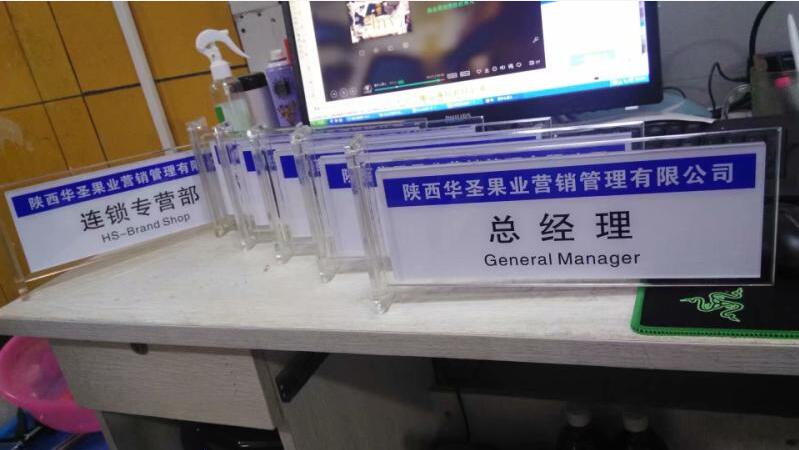 陕西华圣果业营销管理有限
连锁专营部
HS-Brand Shop
PHILIPS
陕西华圣果业营销管理有限公司
总经理
General Manager